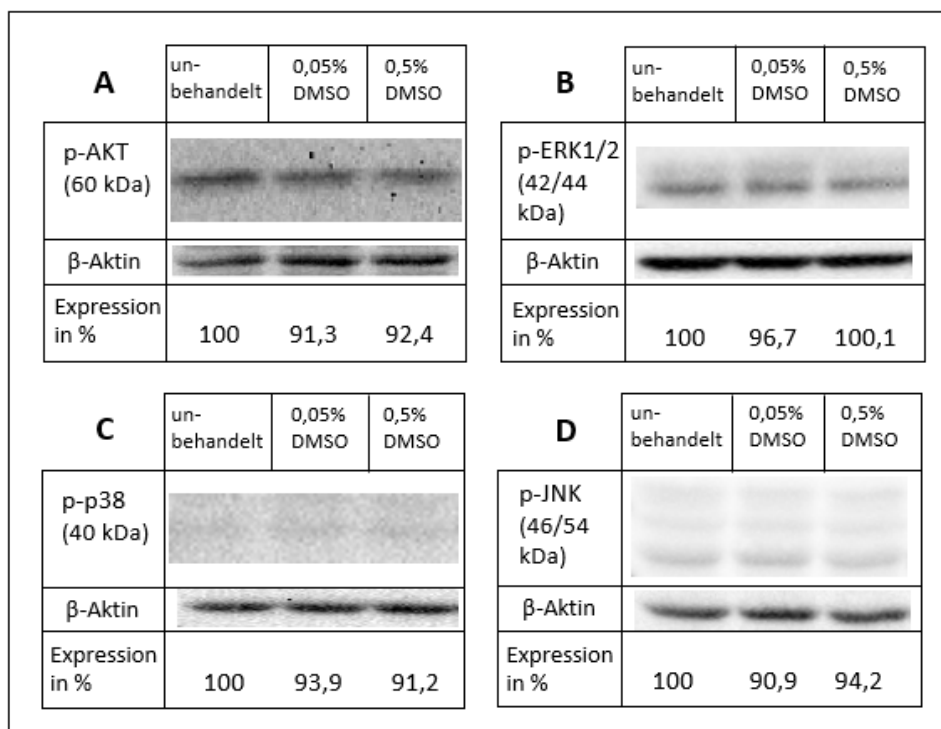 A
un-
behandelt
0,05%
DMSO
0,5%
DMSO
p-AKT
(60 kDa)
β-Aktin
Expression
in %
100
91,3
92,4
B
un-
behandelt
0,05%
DMSO
0,5%
DMSO
p-ERK1/2
(42/44
kDa)
β-Aktin
Expression
in %
100
96,7
100,1
C
un-
behandelt
0,05%
DMSO
0,5%
DMSO
p-p38
(40 kDa)
β-Aktin
Expression
in %
100
93,9
91,2
D
un-
behandelt
0,05%
DMSO
0,5%
DMSO
p-JNK
(46/54
kDa)
β-Aktin
Expression
in %
100
90,9
94,2